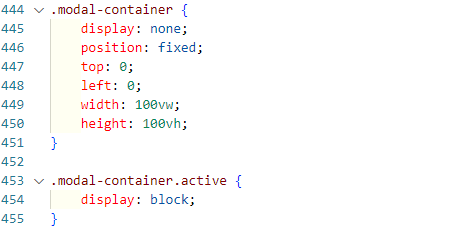 444 .modal-container {
445     display: none;
446     position: fixed;
447     top: 0;
448     left: 0;
449     width: 100vw;
450     height: 100vh;
451 }
452
453 .modal-container.active {
454     display: block;
455 }